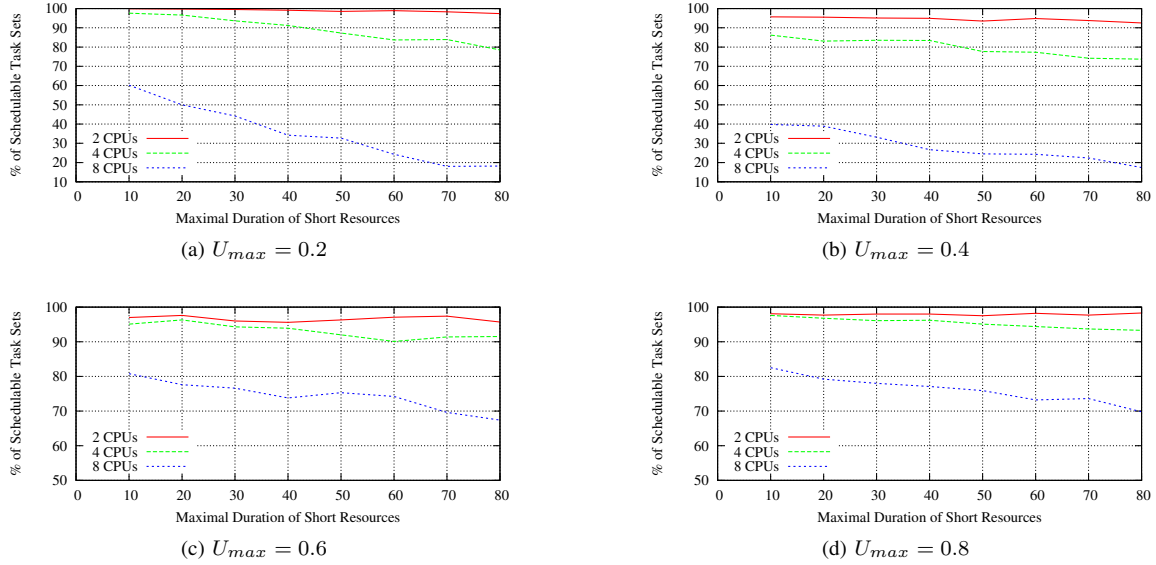 100
90
80
70
60
50
40
30
20
10
% of Schedulable Task Sets
2 CPUs
4 CPUs
8 CPUs
0 10 20 30 40 50 60 70 80
Maximal Duration of Short Resources
(a) U_max = 0.2
100
90
80
70
60
50
40
30
20
10
% of Schedulable Task Sets
2 CPUs
4 CPUs
8 CPUs
0 10 20 30 40 50 60 70 80
Maximal Duration of Short Resources
(b) U_max = 0.4
100
90
80
70
60
50
% of Schedulable Task Sets
2 CPUs
4 CPUs
8 CPUs
0 10 20 30 40 50 60 70 80
Maximal Duration of Short Resources
(c) U_max = 0.6
100
90
80
70
60
50
% of Schedulable Task Sets
2 CPUs
4 CPUs
8 CPUs
0 10 20 30 40 50 60 70 80
Maximal Duration of Short Resources
(d) U_max = 0.8